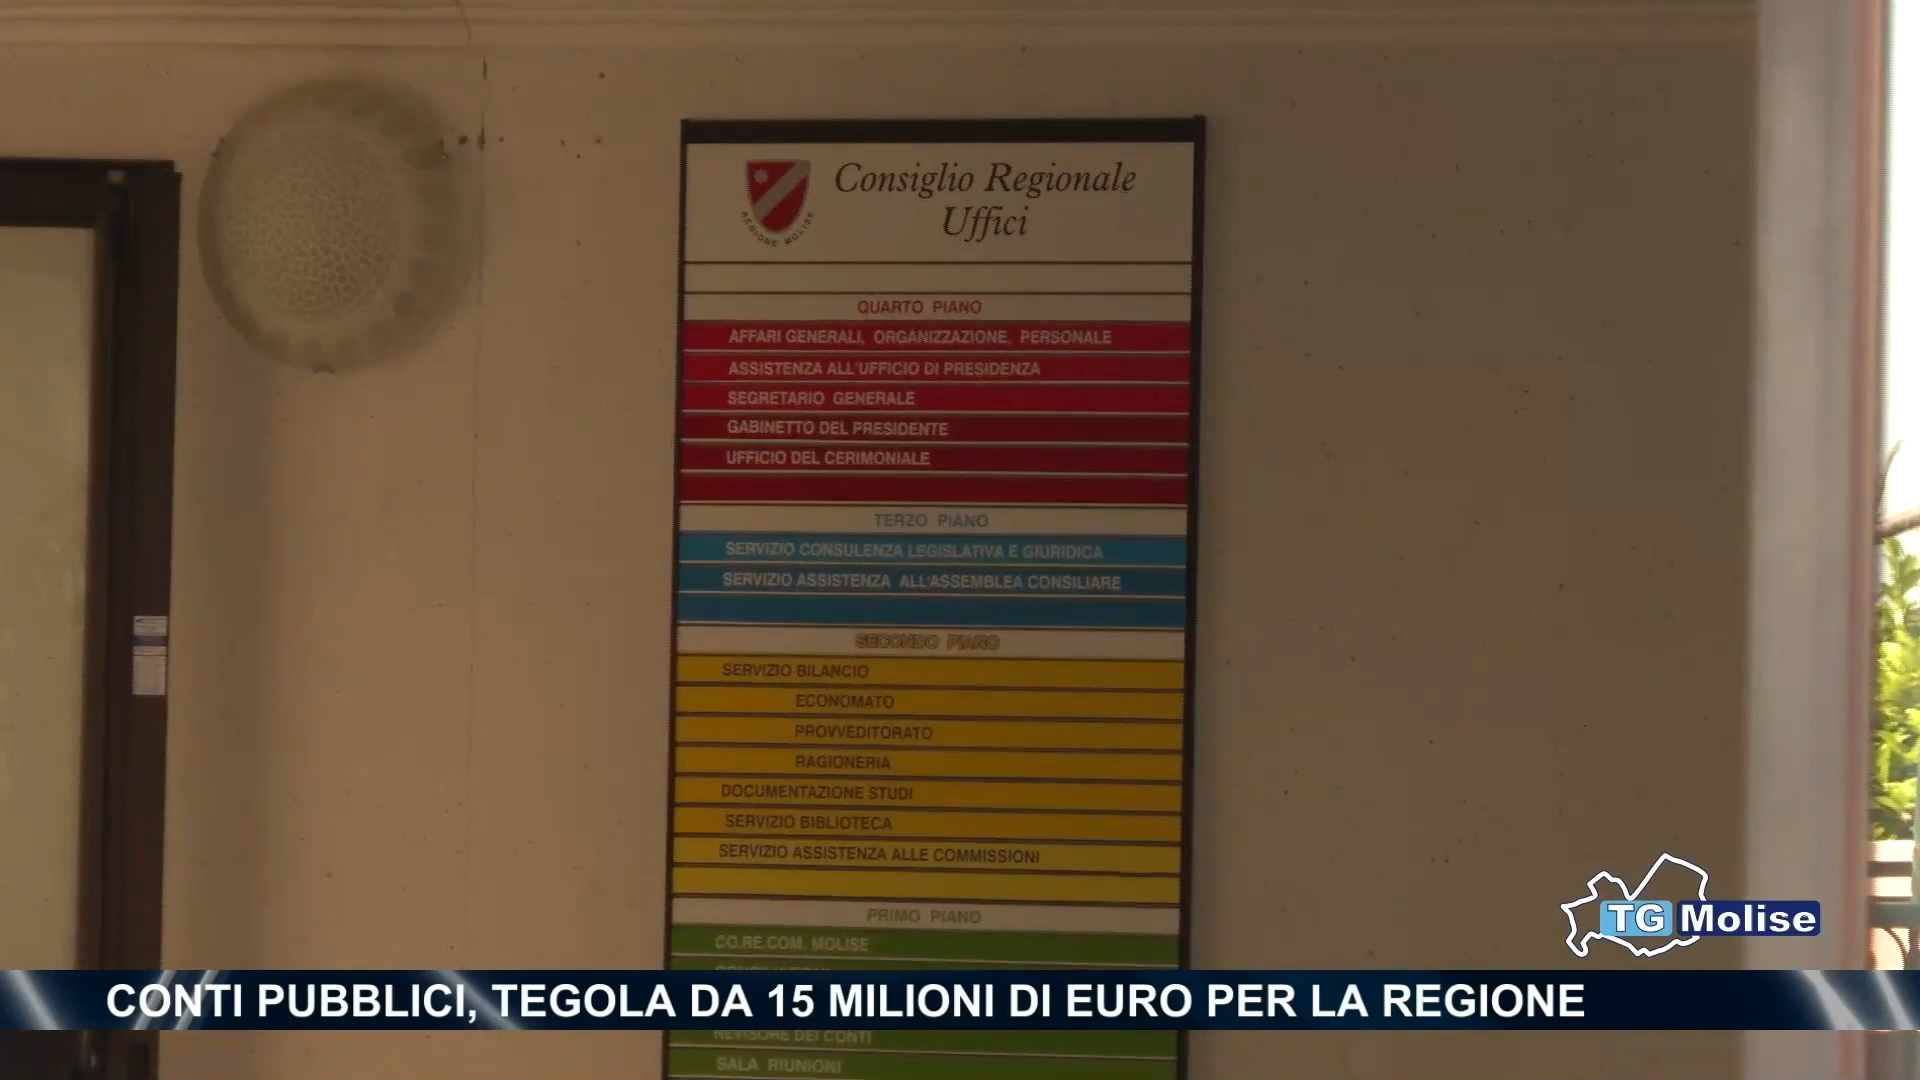 Consiglio Regionale
Uffici
REGIONE MOLISE
QUARTO PIANO
AFFARI GENERALI, ORGANIZZAZIONE, PERSONALE
ASSISTENZA ALL'UFFICIO DI PRESIDENZA
SEGRETARIO GENERALE
GABINETTO DEL PRESIDENTE
UFFICIO DEL CERIMONIALE
TERZO PIANO
SERVIZIO CONSULENZA LEGISLATIVA E GIURIDICA
SERVIZIO ASSISTENZA ALL'ASSEMBLEA CONSILIARE
SECONDO PIANO
SERVIZIO BILANCIO
ECONOMATO
PROVVEDITORATO
RAGIONERIA
DOCUMENTAZIONE STUDI
SERVIZIO BIBLIOTECA
SERVIZIO ASSISTENZA ALLE COMMISSIONI
PRIMO PIANO
CO.RE.COM. MOLISE
TG Molise
CONTI PUBBLICI, TEGOLA DA 15 MILIONI DI EURO PER LA REGIONE
REVISORE DEI CONTI
SALA RIUNIONI